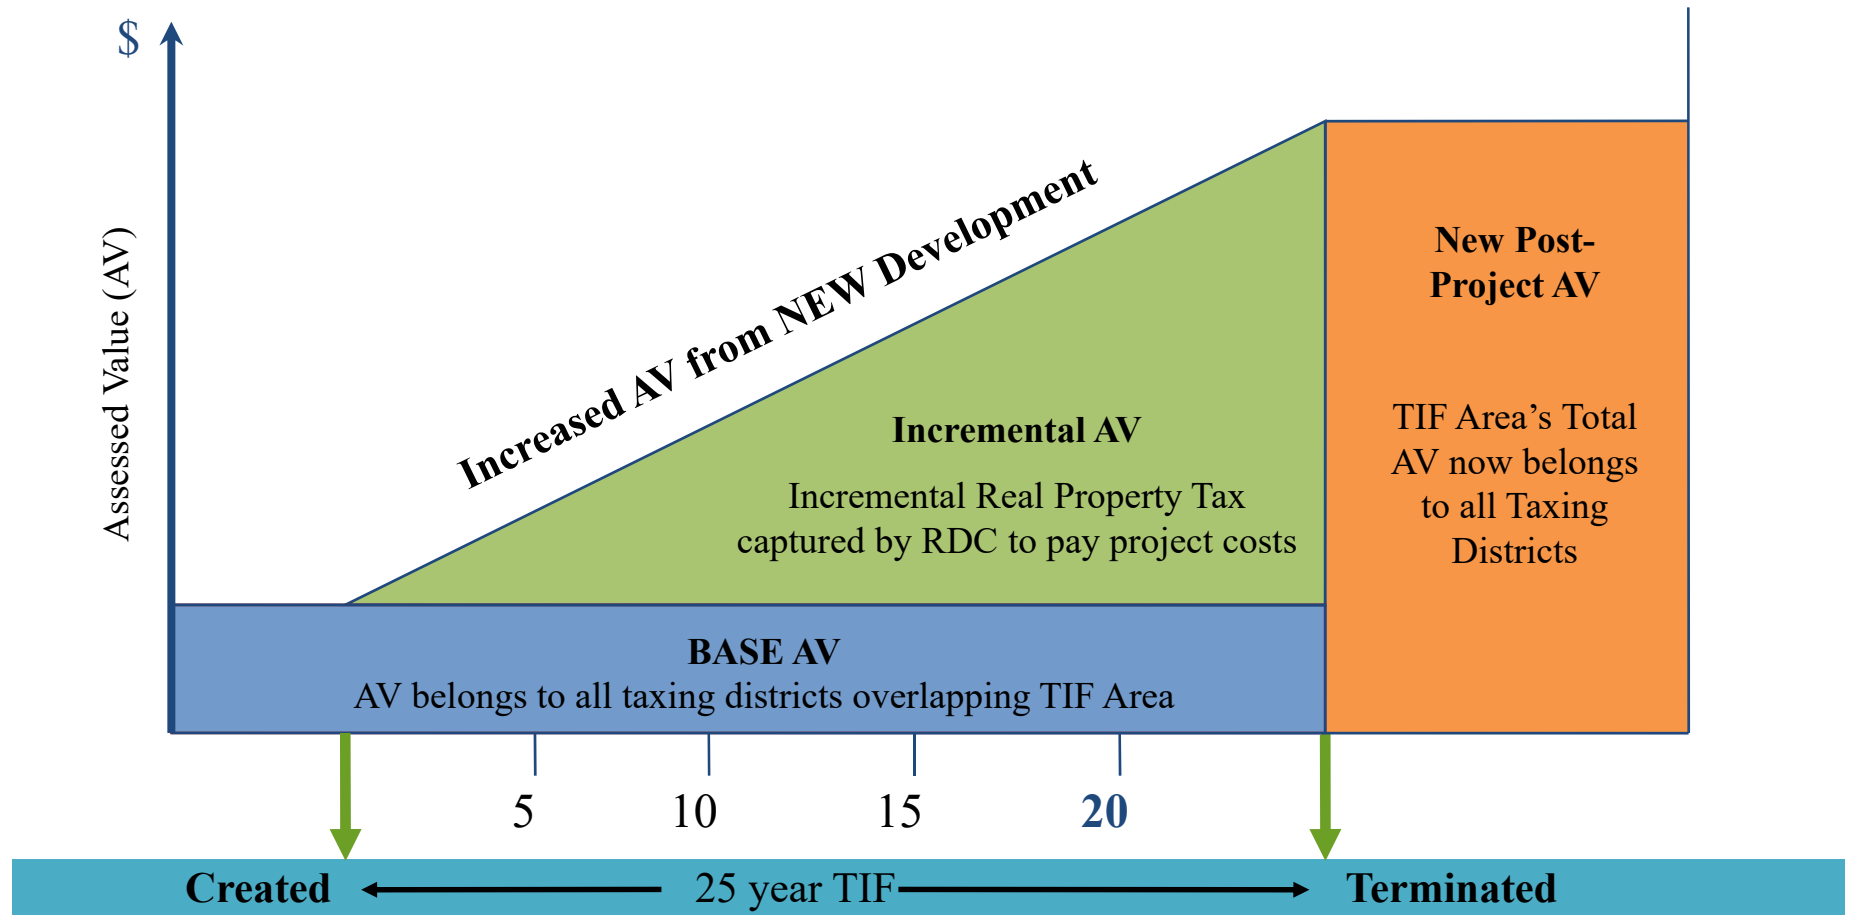 $
Assessed Value (AV)
Increased AV from NEW Development
Incremental AV
Incremental Real Property Tax
captured by RDC to pay project costs
New Post-
Project AV
TIF Area’s Total
AV now belongs
to all Taxing
Districts
BASE AV
AV belongs to all taxing districts overlapping TIF Area
5 10 15 20
Created 25 year TIF Terminated